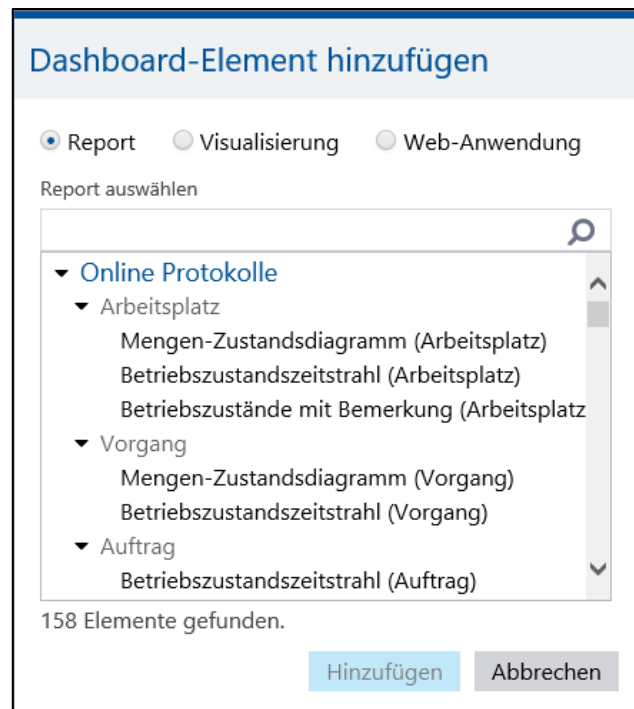 Dashboard-Element hinzufügen
Report Visualisierung Web-Anwendung
Report auswählen
Online Protokolle
Arbeitsplatz
Mengen-Zustandsdiagramm (Arbeitsplatz)
Betriebszustandszeitstrahl (Arbeitsplatz)
Betriebszustände mit Bemerkung (Arbeitsplatz
Vorgang
Mengen-Zustandsdiagramm (Vorgang)
Betriebszustandszeitstrahl (Vorgang)
Auftrag
Betriebszustandszeitstrahl (Auftrag)
158 Elemente gefunden.
Hinzufügen Abbrechen